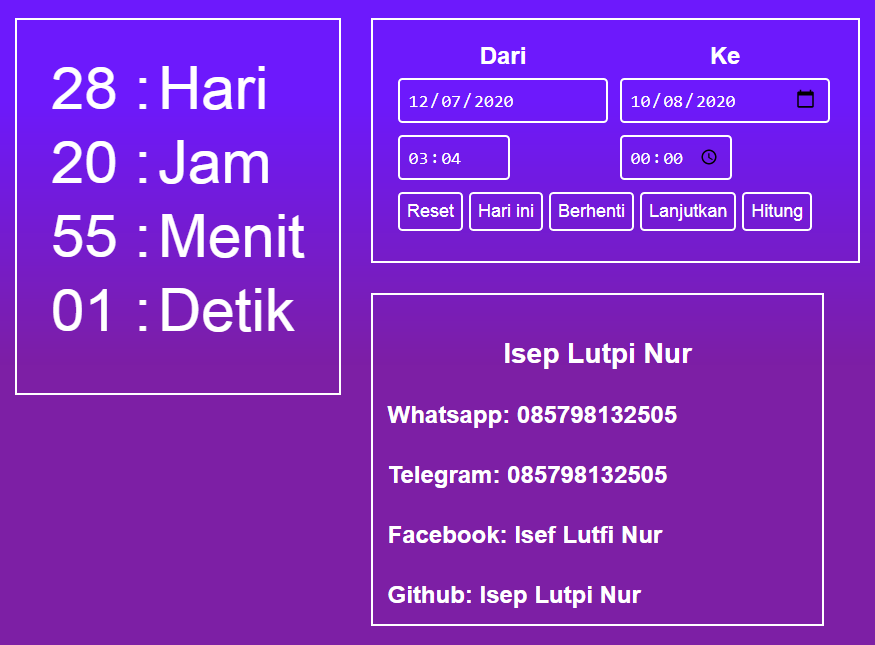 28 : Hari
20 : Jam
55 : Menit
01 : Detik
Dari Ke
12/07/2020 10/08/2020
03:04 00:00
Reset Hari ini Berhenti Lanjutkan Hitung
Isep Lutpi Nur
Whatsapp: 085798132505
Telegram: 085798132505
Facebook: Isef Lutfi Nur
Github: Isep Lutpi Nur